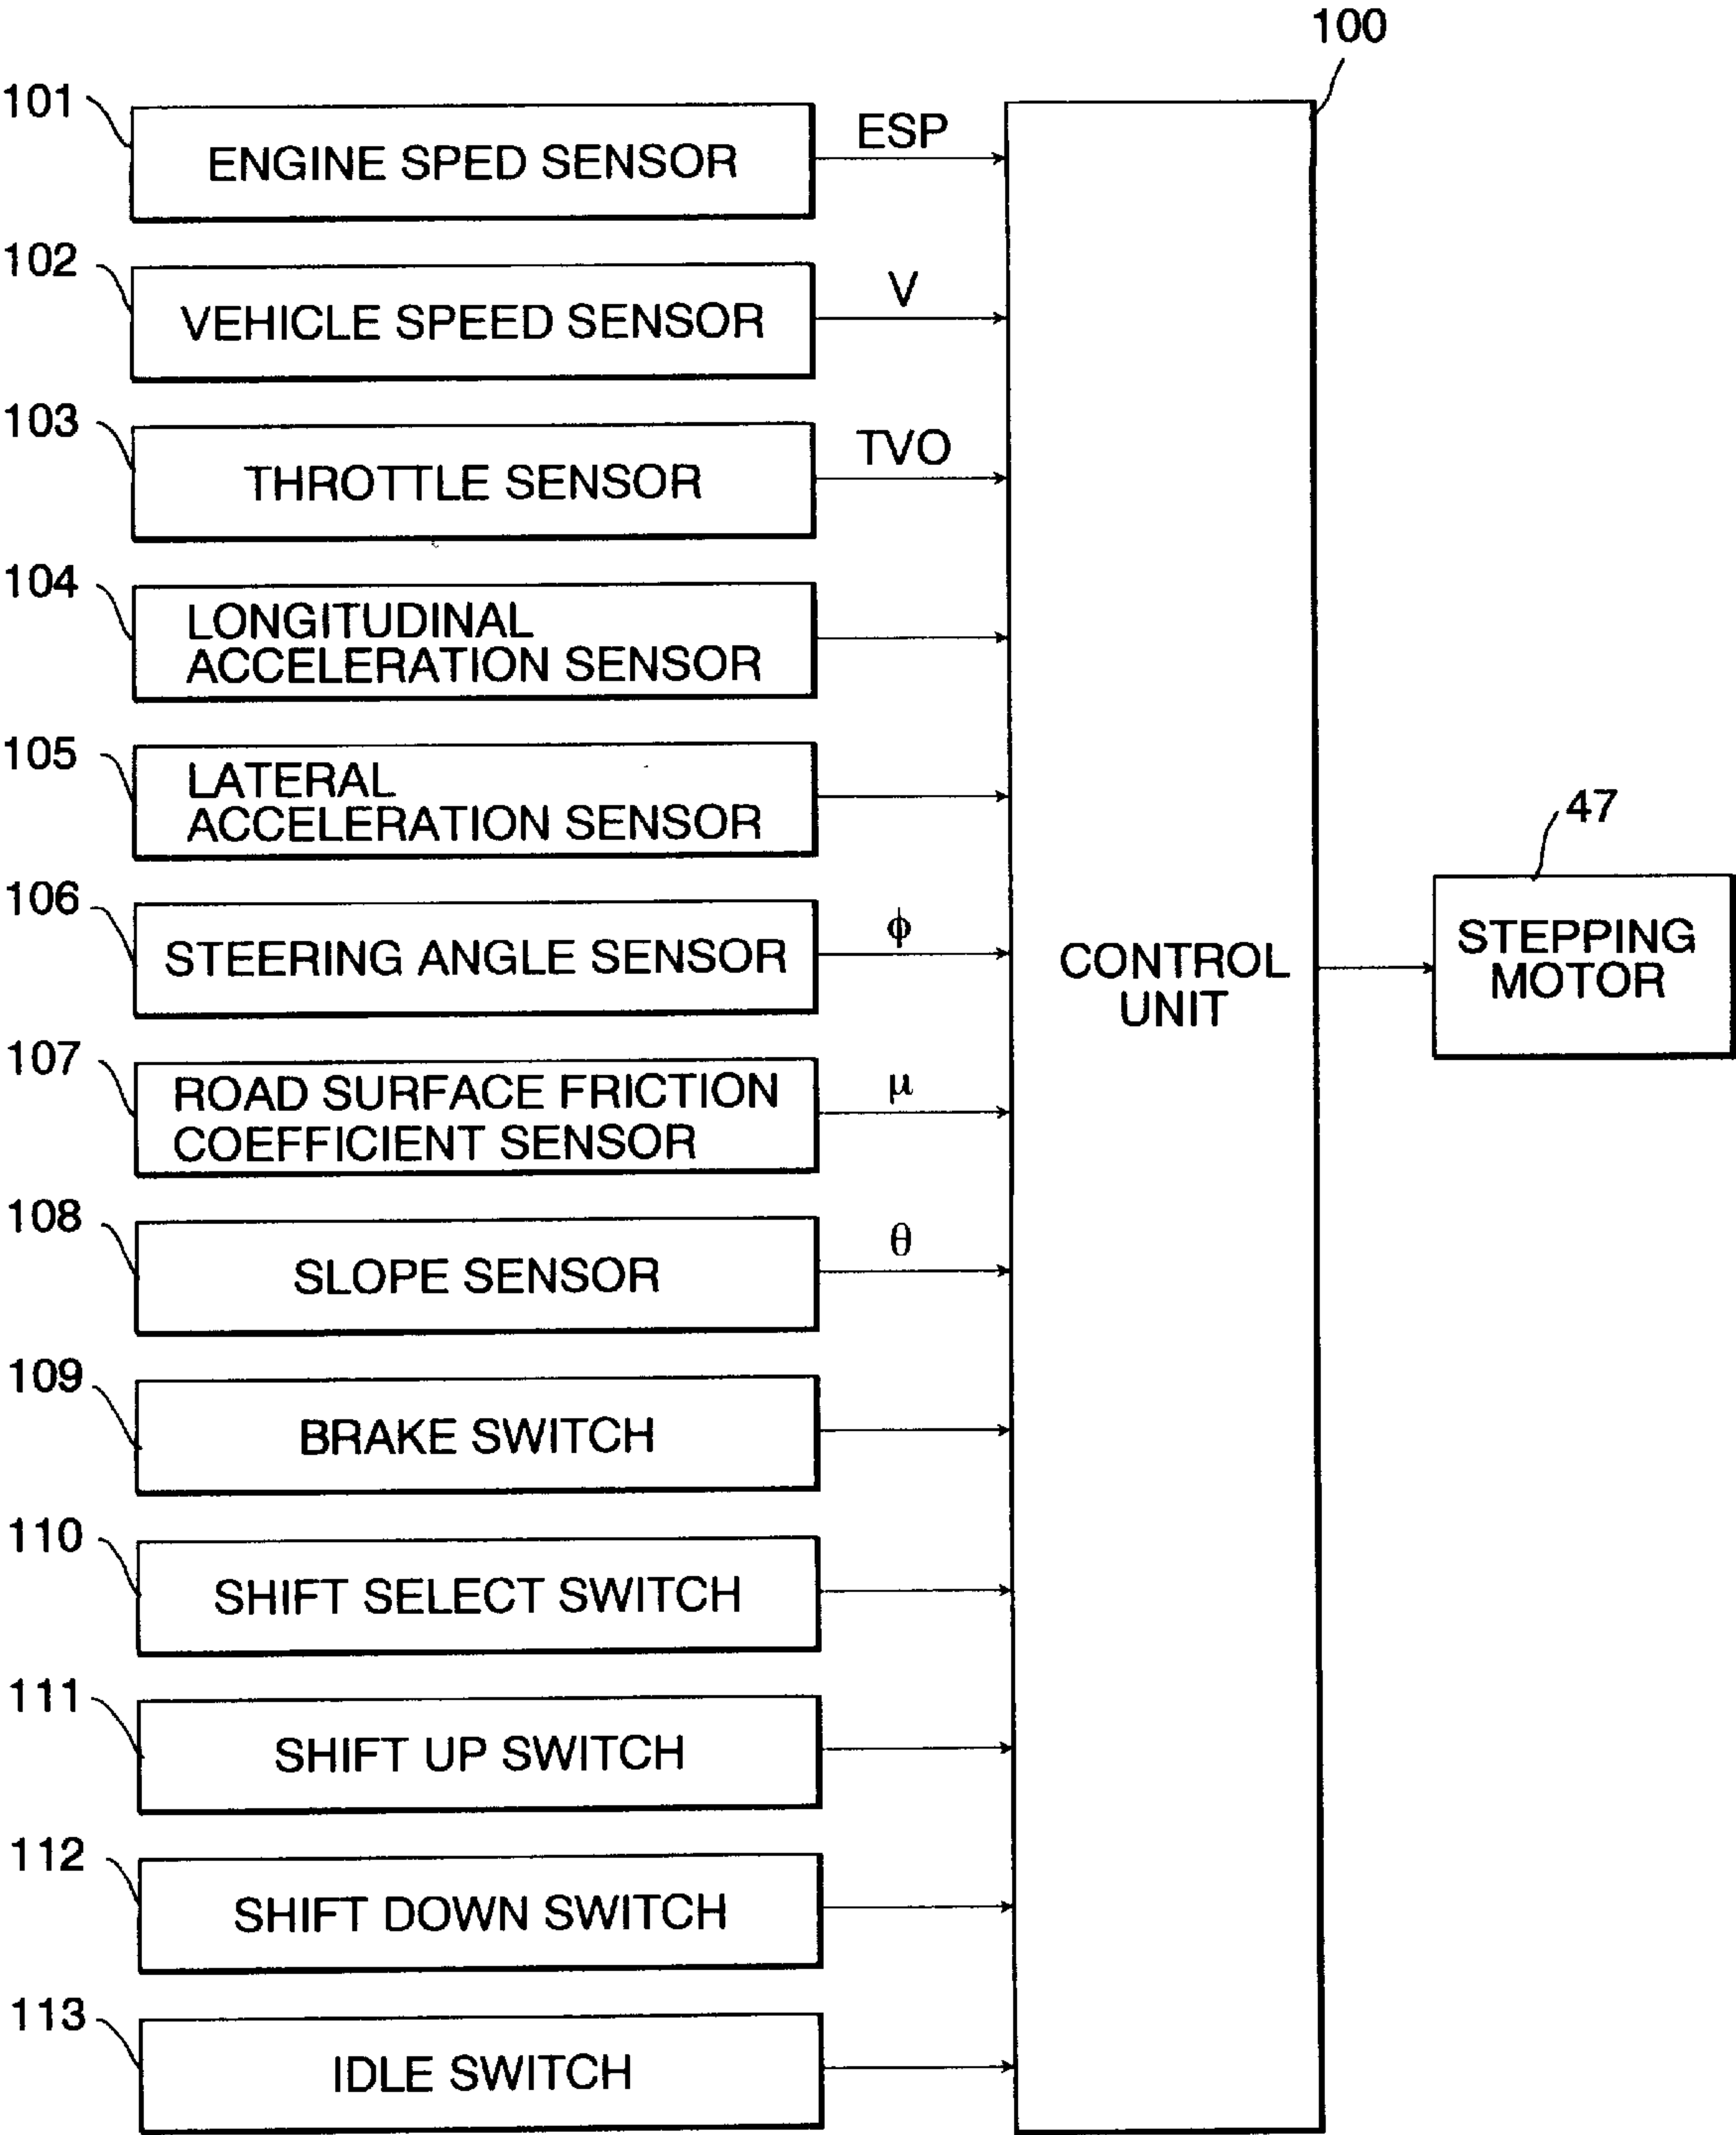 100
101
ENGINE SPED SENSOR
ESP
102
VEHICLE SPEED SENSOR
V
103
THROTTLE SENSOR
TVO
104
LONGITUDINAL
ACCELERATION SENSOR
105
LATERAL
ACCELERATION SENSOR
106
STEERING ANGLE SENSOR
ϕ
107
ROAD SURFACE FRICTION
COEFFICIENT SENSOR
μ
108
SLOPE SENSOR
θ
109
BRAKE SWITCH
110
SHIFT SELECT SWITCH
111
SHIFT UP SWITCH
112
SHIFT DOWN SWITCH
113
IDLE SWITCH
CONTROL
UNIT
47
STEPPING
MOTOR